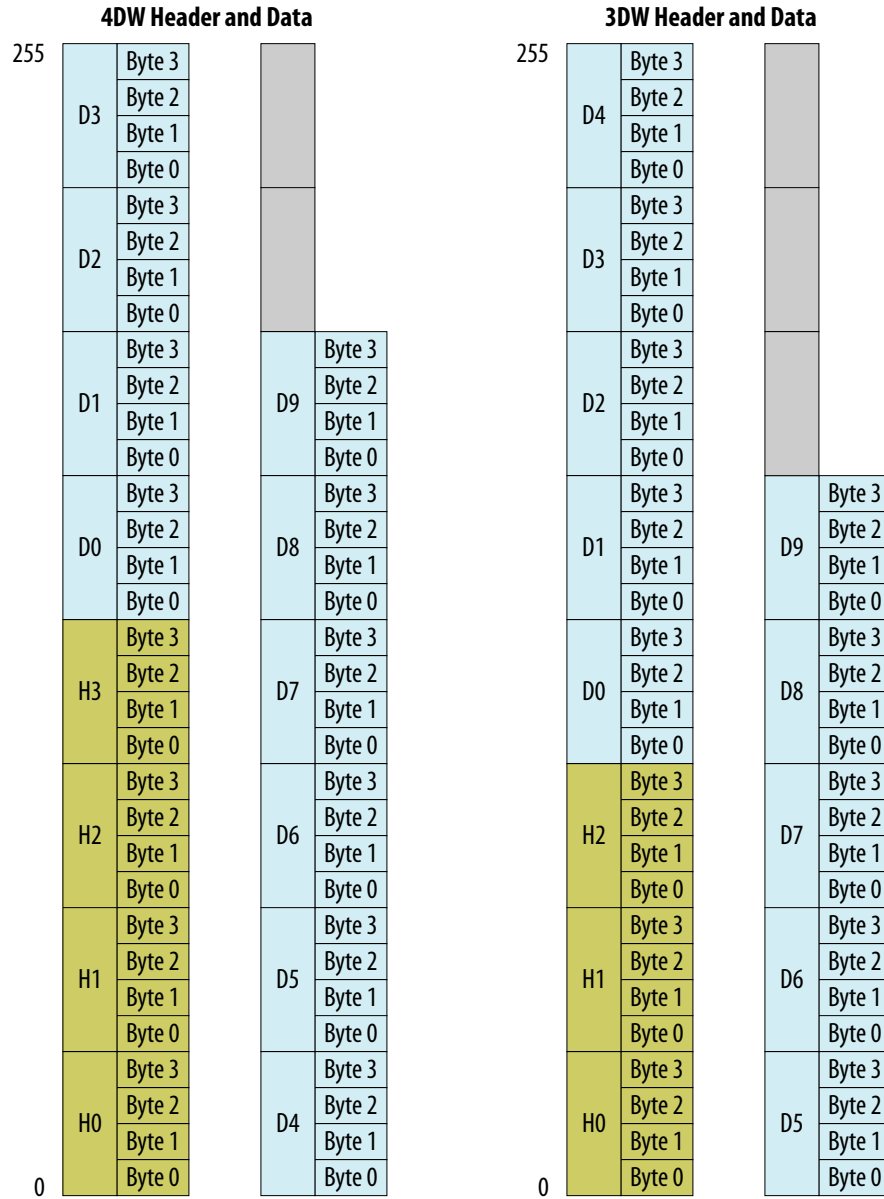 4DW Header and Data
255
D3
Byte 3
Byte 2
Byte 1
Byte 0
D2
Byte 3
Byte 2
Byte 1
Byte 0
D1
Byte 3
Byte 2
Byte 1
Byte 0
D0
Byte 3
Byte 2
Byte 1
Byte 0
H3
Byte 3
Byte 2
Byte 1
Byte 0
H2
Byte 3
Byte 2
Byte 1
Byte 0
H1
Byte 3
Byte 2
Byte 1
Byte 0
H0
Byte 3
Byte 2
Byte 1
Byte 0
0
D9
Byte 3
Byte 2
Byte 1
Byte 0
D8
Byte 3
Byte 2
Byte 1
Byte 0
D7
Byte 3
Byte 2
Byte 1
Byte 0
D6
Byte 3
Byte 2
Byte 1
Byte 0
D5
Byte 3
Byte 2
Byte 1
Byte 0
D4
Byte 3
Byte 2
Byte 1
Byte 0
3DW Header and Data
255
D4
Byte 3
Byte 2
Byte 1
Byte 0
D3
Byte 3
Byte 2
Byte 1
Byte 0
D2
Byte 3
Byte 2
Byte 1
Byte 0
D1
Byte 3
Byte 2
Byte 1
Byte 0
D0
Byte 3
Byte 2
Byte 1
Byte 0
H2
Byte 3
Byte 2
Byte 1
Byte 0
H1
Byte 3
Byte 2
Byte 1
Byte 0
H0
Byte 3
Byte 2
Byte 1
Byte 0
0
D9
Byte 3
Byte 2
Byte 1
Byte 0
D8
Byte 3
Byte 2
Byte 1
Byte 0
D7
Byte 3
Byte 2
Byte 1
Byte 0
D6
Byte 3
Byte 2
Byte 1
Byte 0
D5
Byte 3
Byte 2
Byte 1
Byte 0